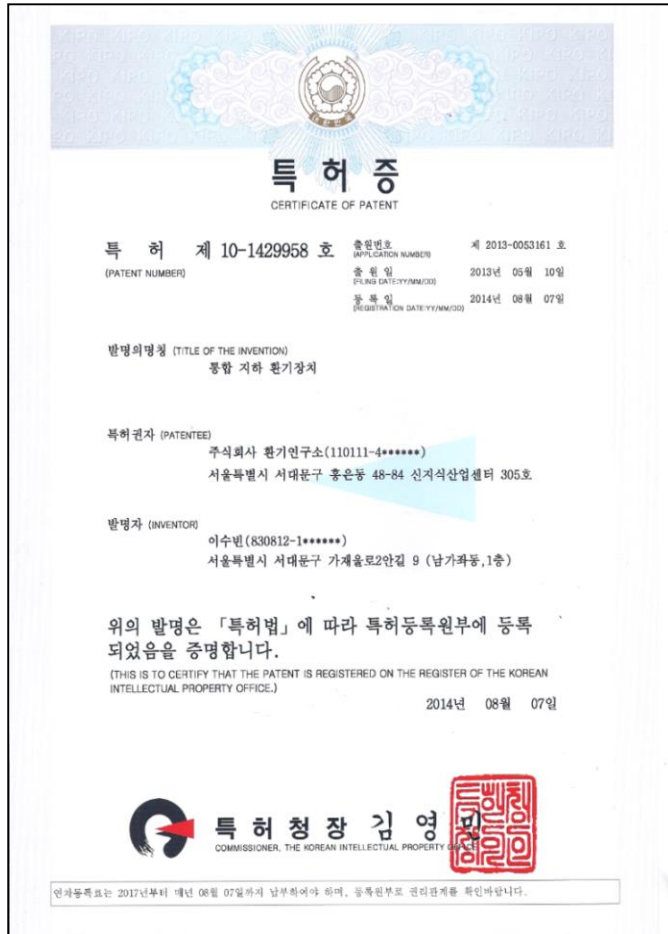 특 허 증
CERTIFICATE OF PATENT
특 허 제 10-1429958 호
(PATENT NUMBER)
출원번호 제 2013-0053161 호
(APPLICATION NUMBER)
출 원 일 2013년 05월 10일
(FILING DATE:YY/MM/DD)
등 록 일 2014년 08월 07일
(REGISTRATION DATE:YY/MM/DD)
발명의명칭 (TITLE OF THE INVENTION)
통합 지하 환기장치
특허권자 (PATENTEE)
주식회사 환기연구소(110111-4******)
서울특별시 서대문구 홍은동 48-84 신지식산업센터 305호
발명자 (INVENTOR)
이수빈(830812-1******)
서울특별시 서대문구 가재울로2안길 9 (남가좌동,1층)
위의 발명은 「특허법」에 따라 특허등록원부에 등록
되었음을 증명합니다.
(THIS IS TO CERTIFY THAT THE PATENT IS REGISTERED ON THE REGISTER OF THE KOREAN
INTELLECTUAL PROPERTY OFFICE.)
2014년 08월 07일
특 허 청 장 김 영 민
COMMISSIONER, THE KOREAN INTELLECTUAL PROPERTY OFFICE
연차등록료는 2017년부터 매년 08월 07일까지 납부하여야 하며, 등록원부로 권리관계를 확인바랍니다.